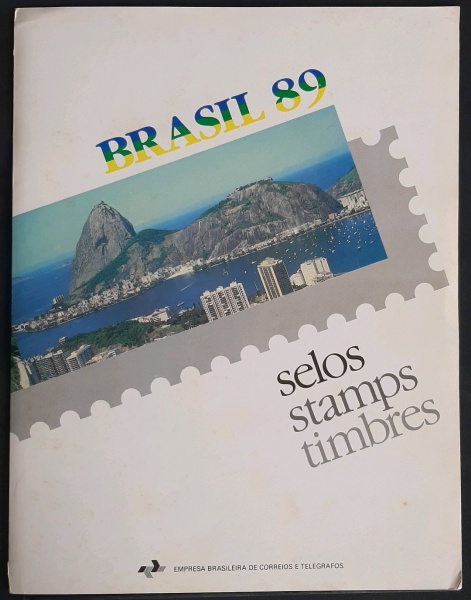 BRASIL 89
selos
stamps
timbres
EMPRESA BRASILEIRA DE CORREIOS E TELEGRAFOS